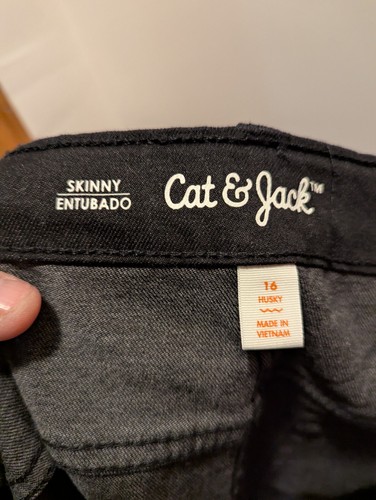 SKINNY
ENTUBADO
Cat & Jack™
16
HUSKY
MADE IN
VIETNAM